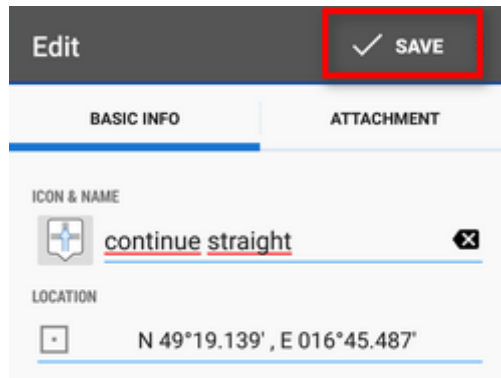 Edit SAVE
BASIC INFO ATTACHMENT
ICON & NAME
continue straight
LOCATION
N 49°19.139' , E 016°45.487'